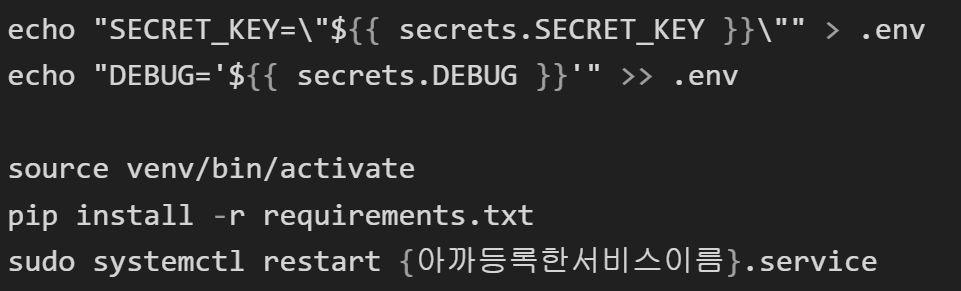 echo "SECRET_KEY=\"${{ secrets.SECRET_KEY }}\"" > .env
echo "DEBUG='${{ secrets.DEBUG }}'" >> .env
source venv/bin/activate
pip install -r requirements.txt
sudo systemctl restart {아까등록한서비스이름}.service